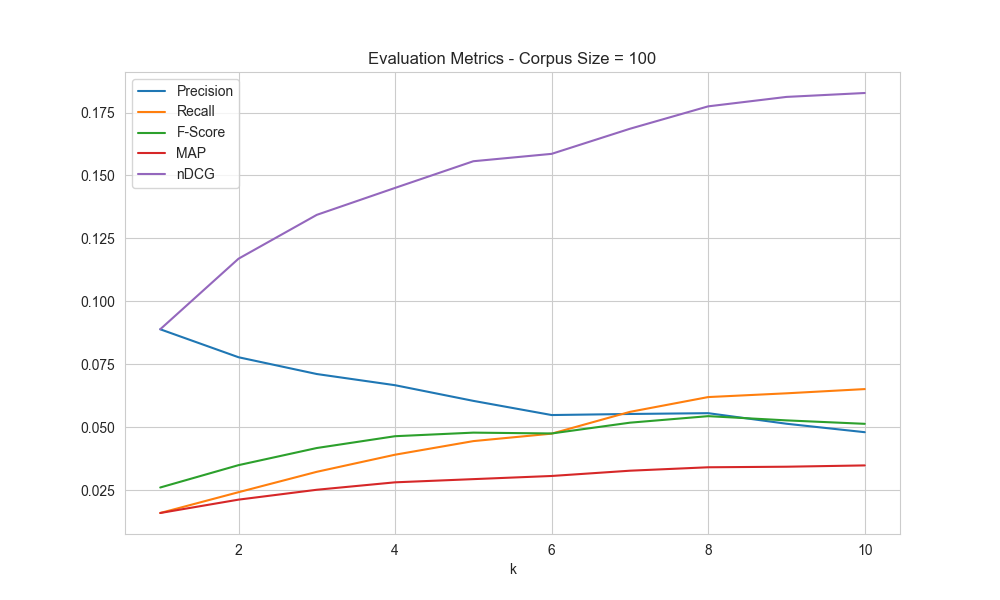 Evaluation Metrics - Corpus Size = 100
Precision
Recall
F-Score
MAP
nDCG
0.175
0.150
0.125
0.100
0.075
0.050
0.025
2 4 6 8 10
k